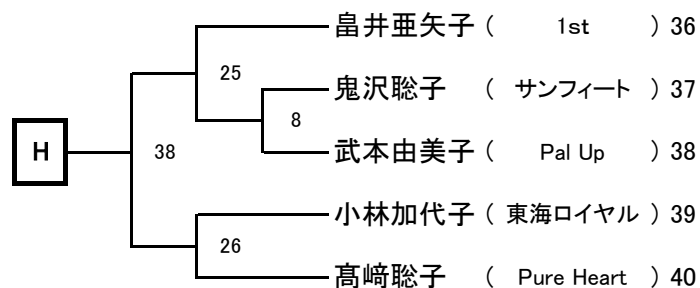 畠井亜矢子 ( 1st ) 36
25
鬼沢聡子 ( サンフィート ) 37
8
H
38
武本由美子 ( Pal Up ) 38
小林加代子 ( 東海ロイヤル ) 39
26
髙﨑聡子 ( Pure Heart ) 40